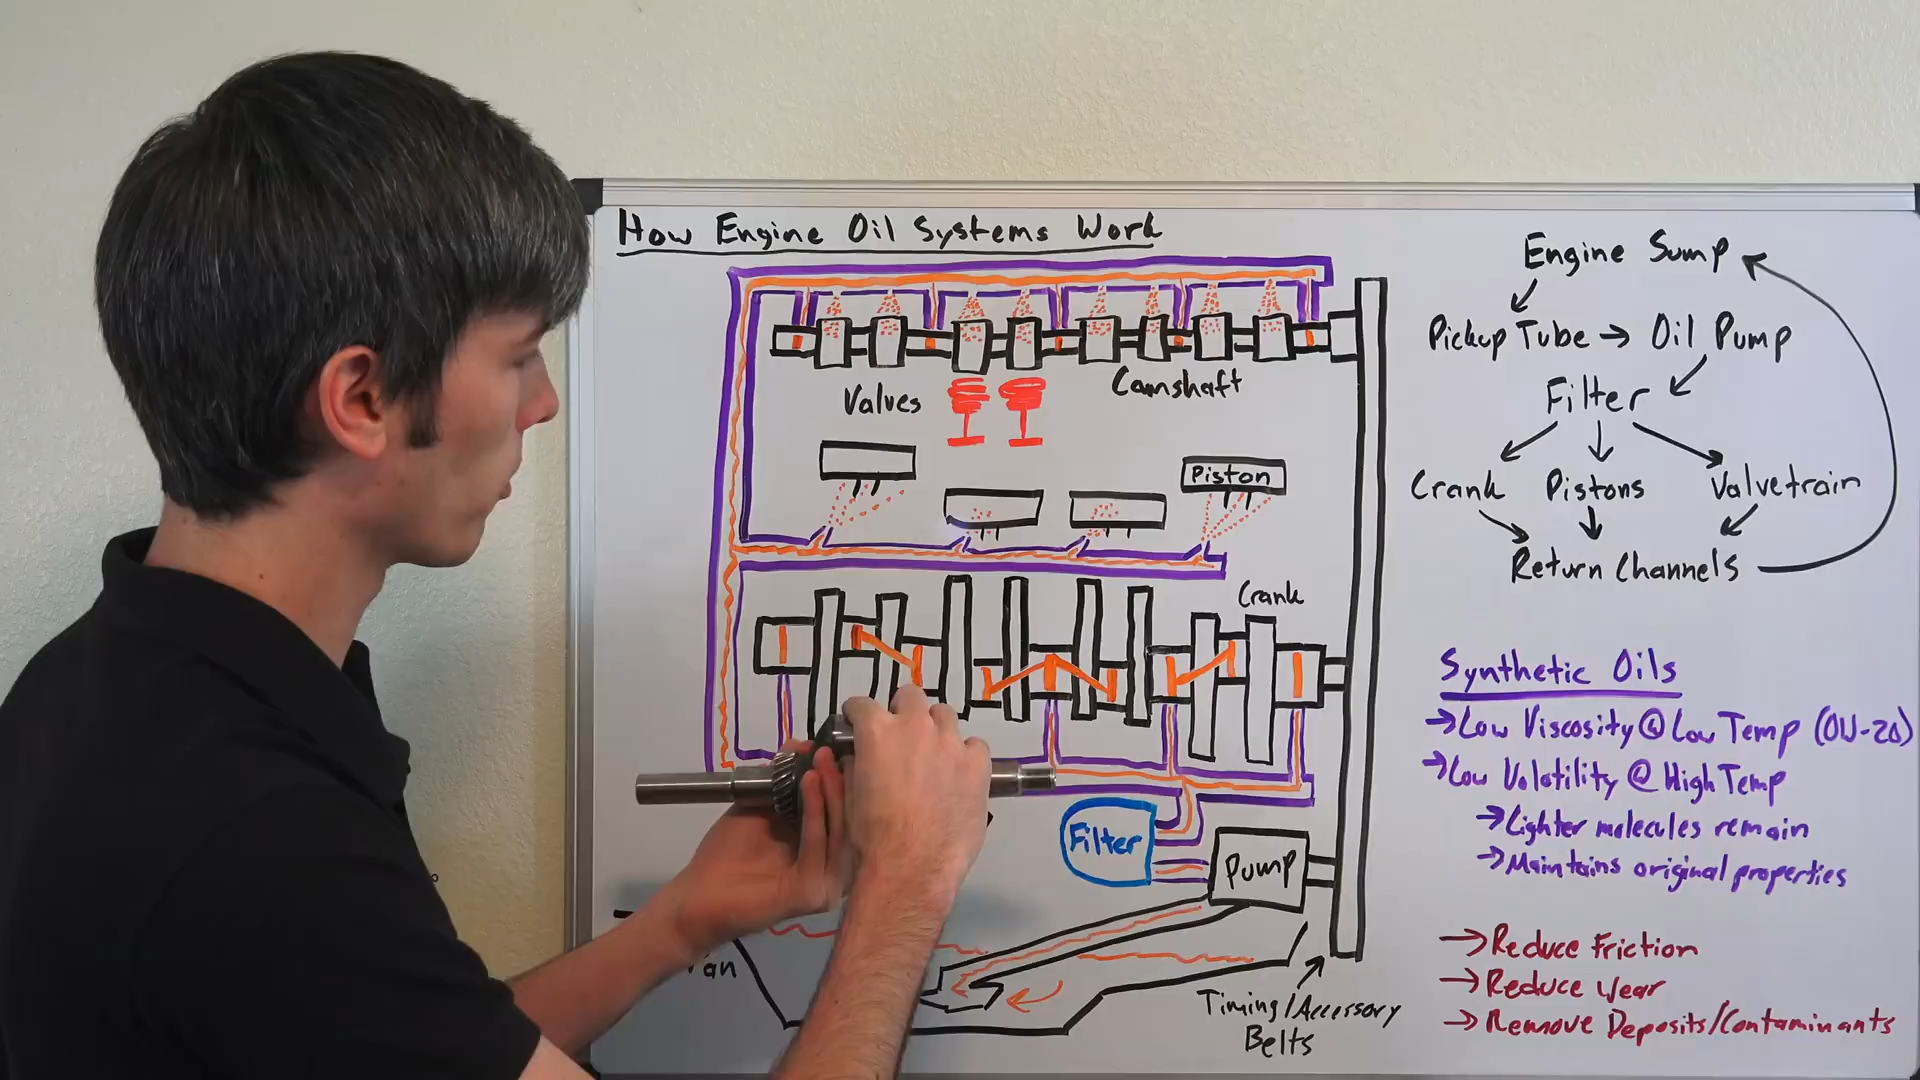 How Engine Oil Systems Work
Valves
Camshaft
Piston
Crank
Filter
Pump
Timing/Accessory
Belts
Engine Sump
Pickup Tube → Oil Pump
Filter
Crank Pistons Valvetrain
Return Channels
Synthetic Oils
→ Low Viscosity @ Low Temp (0W-20)
→ Low Volatility @ High Temp
→ Lighter molecules remain
→ Maintains original properties
→ Reduce Friction
→ Reduce Wear
→ Remove Deposits/Contaminants